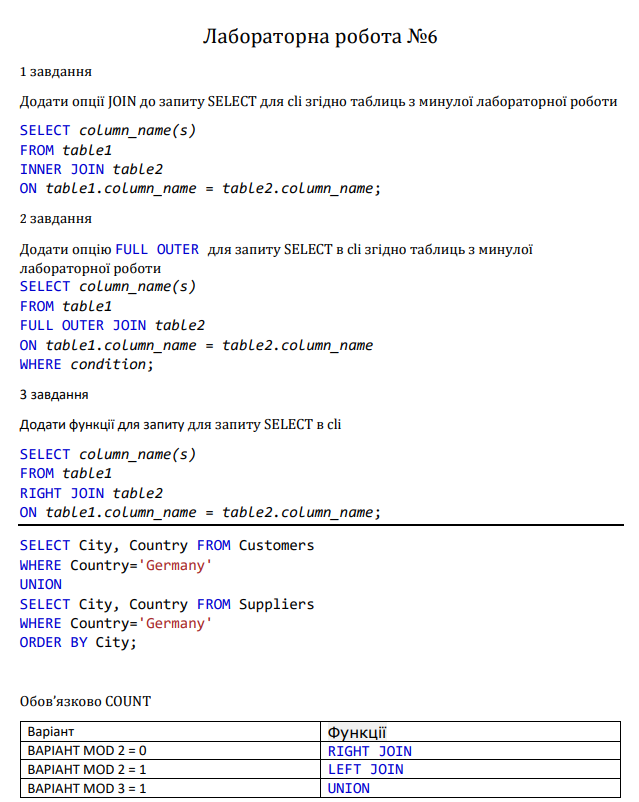 Лабораторна робота №6
1 завдання
Додати опції JOIN до запиту SELECT для cli згідно таблиць з минулої лабораторної роботи
SELECT column_name(s)
FROM table1
INNER JOIN table2
ON table1.column_name = table2.column_name;
2 завдання
Додати опцію FULL OUTER для запиту SELECT в cli згідно таблиць з минулої
лабораторної роботи
SELECT column_name(s)
FROM table1
FULL OUTER JOIN table2
ON table1.column_name = table2.column_name
WHERE condition;
3 завдання
Додати функції для запиту для запиту SELECT в cli
SELECT column_name(s)
FROM table1
RIGHT JOIN table2
ON table1.column_name = table2.column_name;
SELECT City, Country FROM Customers
WHERE Country='Germany'
UNION
SELECT City, Country FROM Suppliers
WHERE Country='Germany'
ORDER BY City;
Обов’язково COUNT
Варіант Функції
ВАРІАНТ MOD 2 = 0 RIGHT JOIN
ВАРІАНТ MOD 2 = 1 LEFT JOIN
ВАРІАНТ MOD 3 = 1 UNION